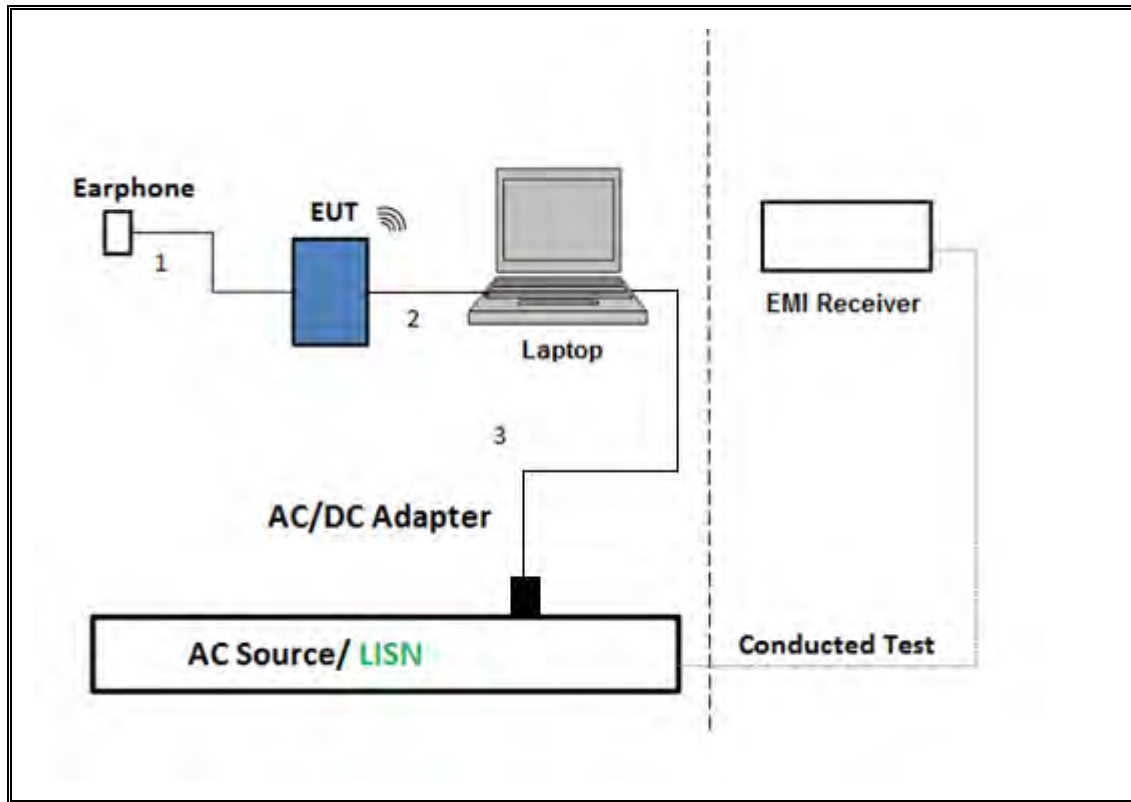 Earphone
EUT
1
2
Laptop
EMI Receiver
3
AC/DC Adapter
AC Source/ LISN
Conducted Test